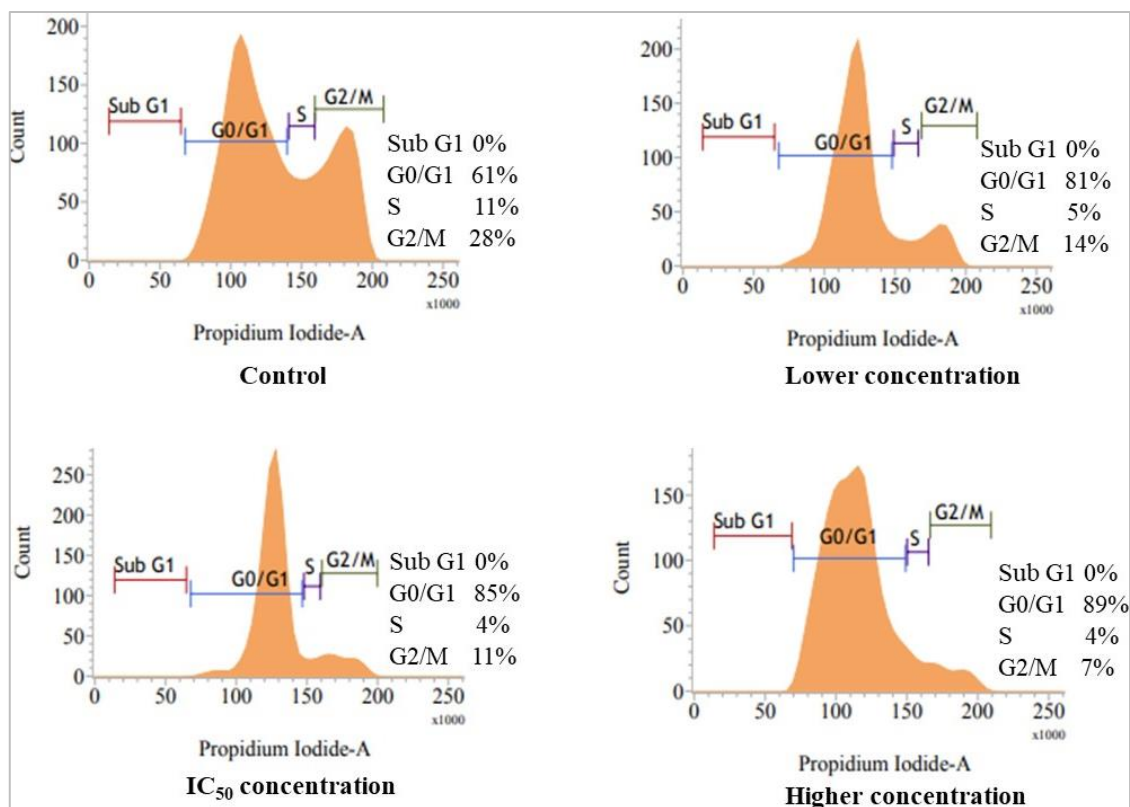 200
150
100
50
0
Count
Sub G1
G0/G1
S
G2/M
Sub G1 0%
G0/G1 61%
S 11%
G2/M 28%
0 50 100 150 200 250
x1000
Propidium Iodide-A
Control
200
150
100
50
0
Count
Sub G1
G0/G1
S
G2/M
Sub G1 0%
G0/G1 81%
S 5%
G2/M 14%
0 50 100 150 200 250
x1000
Propidium Iodide-A
Lower concentration
250
200
150
100
50
0
Count
Sub G1
G0/G1
S
G2/M
Sub G1 0%
G0/G1 85%
S 4%
G2/M 11%
0 50 100 150 200 250
x1000
Propidium Iodide-A
IC50 concentration
150
100
50
0
Count
Sub G1
G0/G1
S
G2/M
Sub G1 0%
G0/G1 89%
S 4%
G2/M 7%
0 50 100 150 200 250
x1000
Propidium Iodide-A
Higher concentration